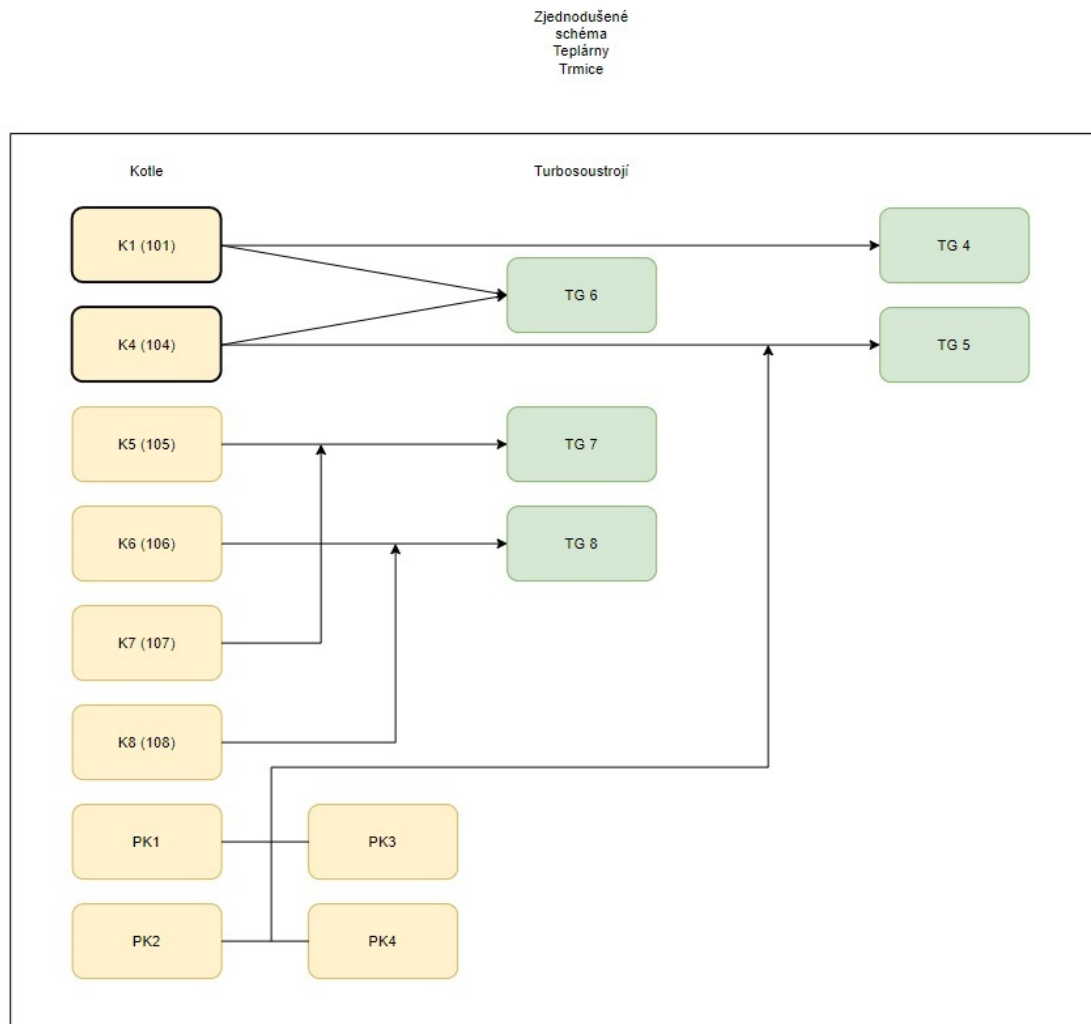 Zjednodušené
schéma
Teplárny
Trmice
Kotle
Turbosoustrojí
K1 (101)
TG 4
TG 6
K4 (104)
TG 5
K5 (105)
TG 7
K6 (106)
TG 8
K7 (107)
K8 (108)
PK1
PK3
PK2
PK4